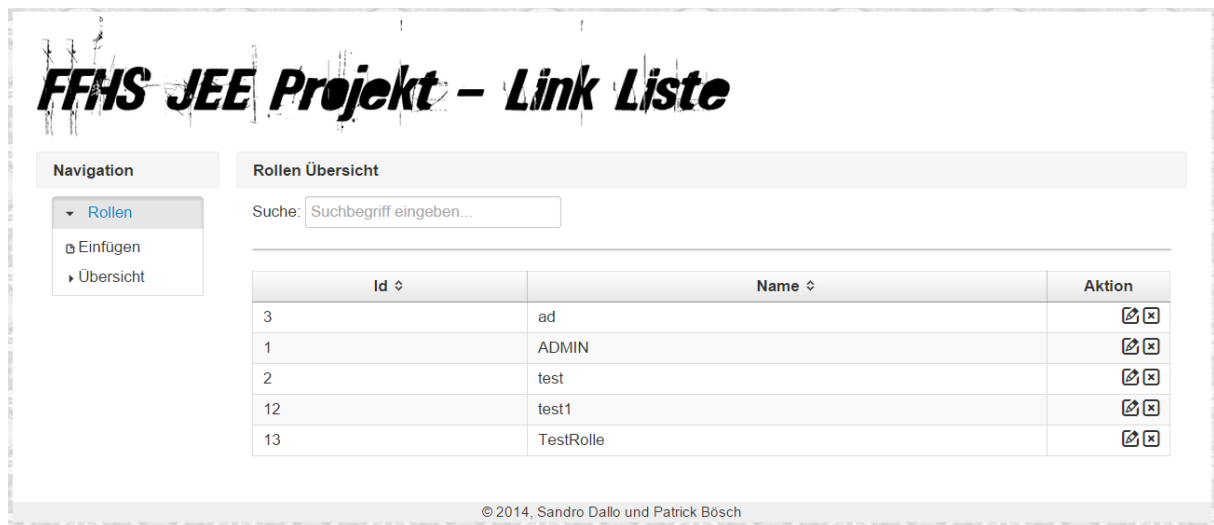 FFHS JEE Projekt – Link Liste
Navigation
Rollen
Einfügen
Übersicht
Rollen Übersicht
Suche: Suchbegriff eingeben...
Id Name Aktion
3 ad
1 ADMIN
2 test
12 test1
13 TestRolle
© 2014, Sandro Dallo und Patrick Bösch